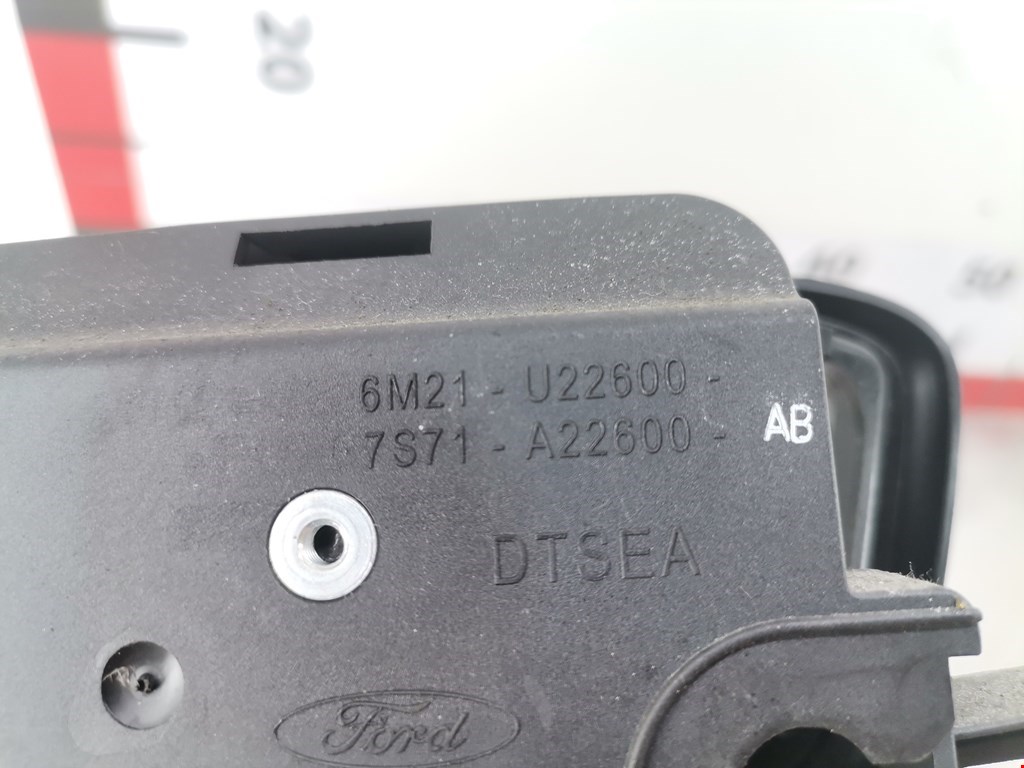 20
6M21 - U22600 -
7S71 - A22600 - AB
DTSEA
Ford